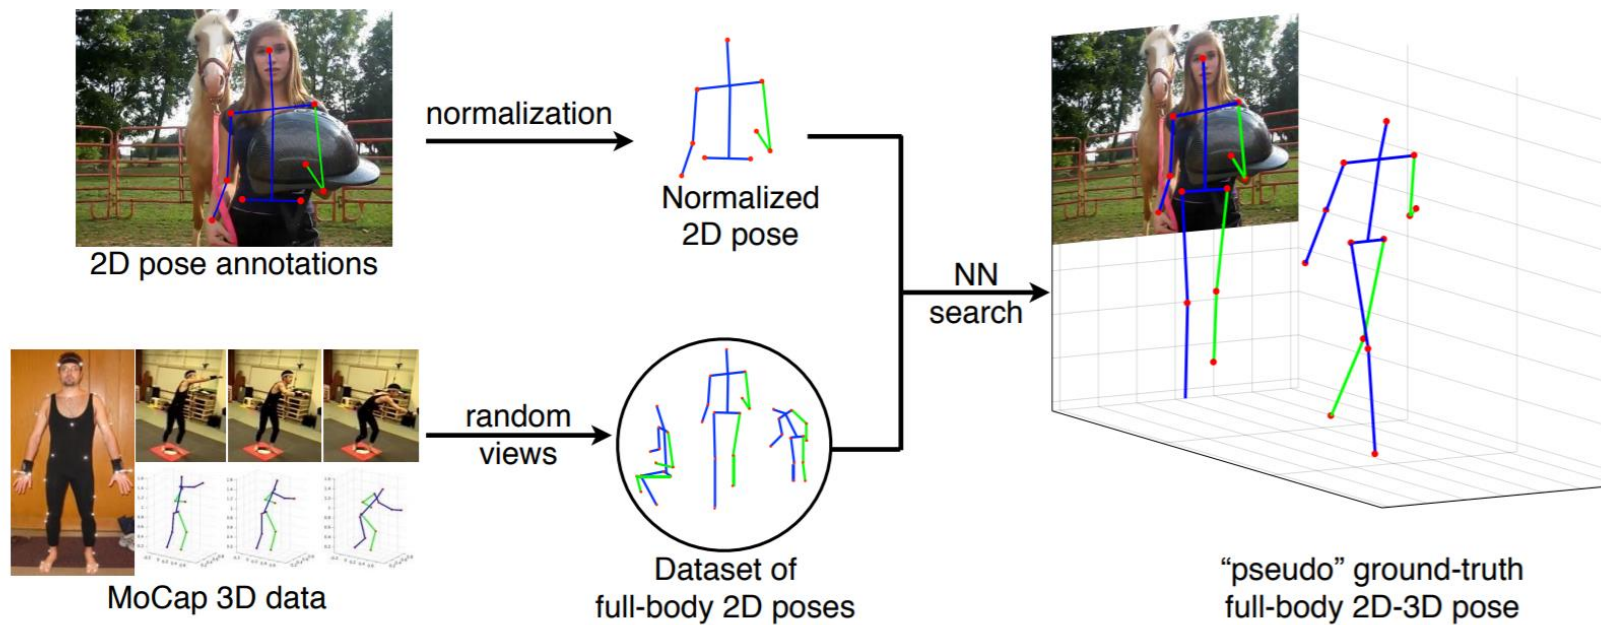 normalization
Normalized
2D pose
2D pose annotations
NN
search
random
views
MoCap 3D data
Dataset of
full-body 2D poses
“pseudo” ground-truth
full-body 2D-3D pose